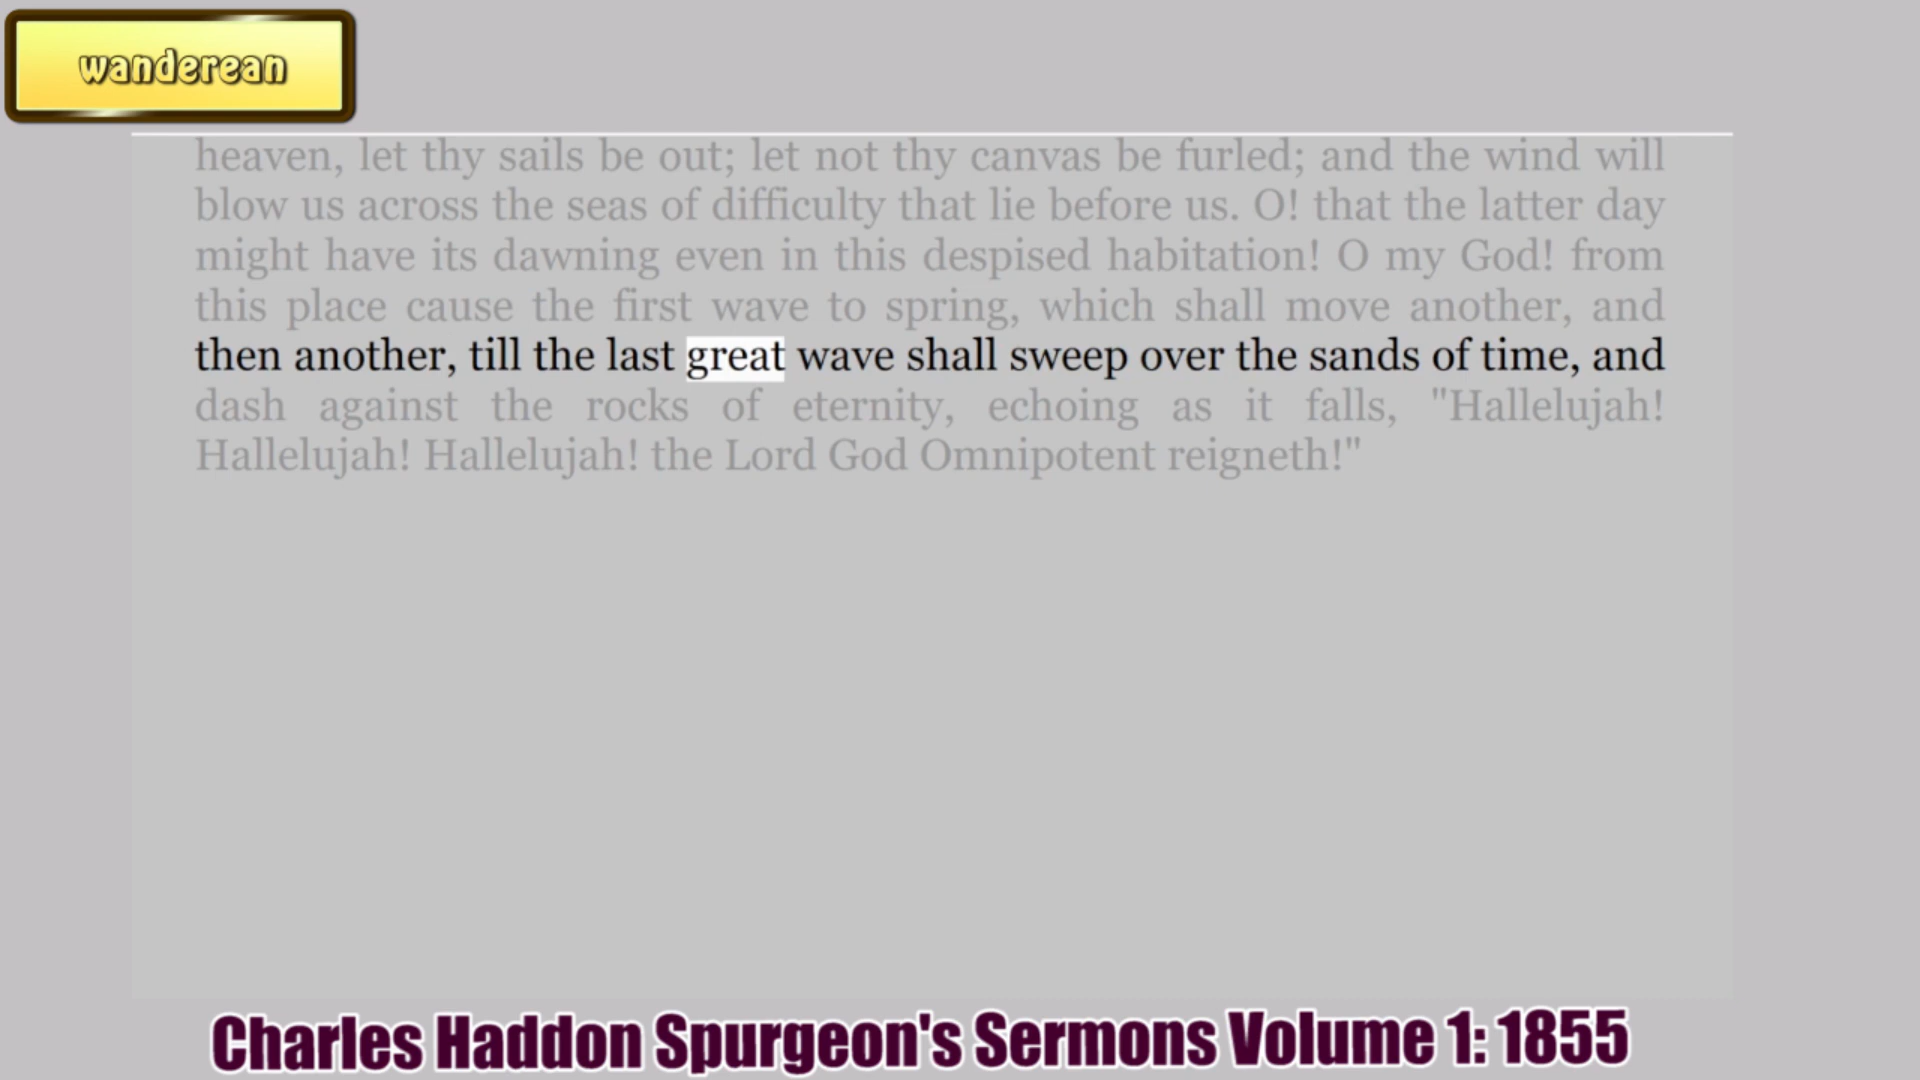 wanderean
heaven, let thy sails be out; let not thy canvas be furled; and the wind will
blow us across the seas of difficulty that lie before us. O! that the latter day
might have its dawning even in this despised habitation! O my God! from
this place cause the first wave to spring, which shall move another, and
then another, till the last great wave shall sweep over the sands of time, and
dash against the rocks of eternity, echoing as it falls, "Hallelujah!
Hallelujah! Hallelujah! the Lord God Omnipotent reigneth!"
Charles Haddon Spurgeon's Sermons Volume 1: 1855